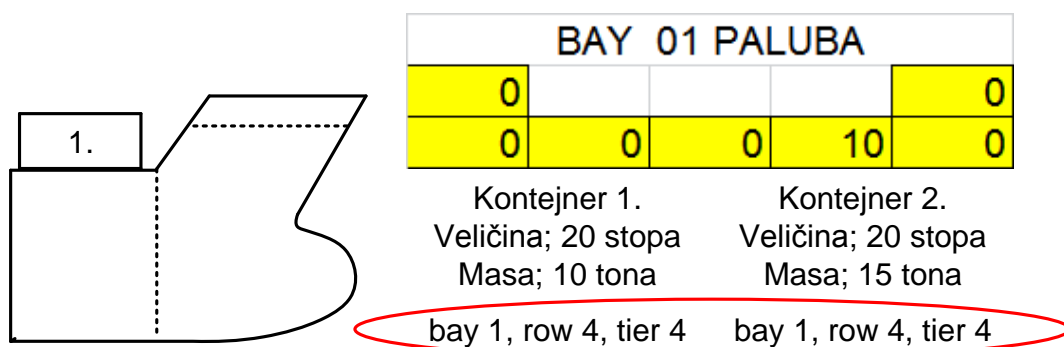 BAY 01 PALUBA
0 0
0 0 0 10 0
1.
Kontejner 1.
Veličina; 20 stopa
Masa; 10 tona
bay 1, row 4, tier 4
Kontejner 2.
Veličina; 20 stopa
Masa; 15 tona
bay 1, row 4, tier 4